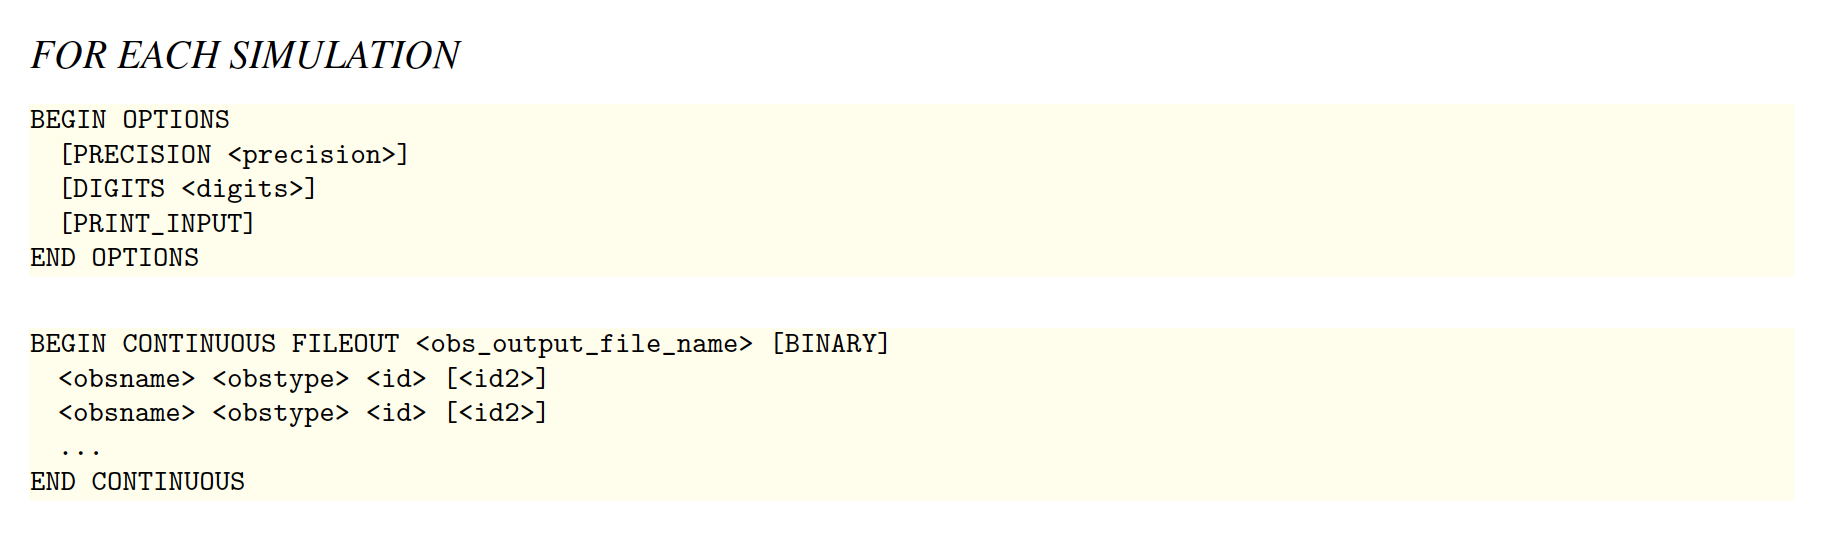 FOR EACH SIMULATION
BEGIN OPTIONS
  [PRECISION <precision>]
  [DIGITS <digits>]
  [PRINT_INPUT]
END OPTIONS
BEGIN CONTINUOUS FILEOUT <obs_output_file_name> [BINARY]
  <obsname> <obstype> <id> [<id2>]
  <obsname> <obstype> <id> [<id2>]
  ...
END CONTINUOUS